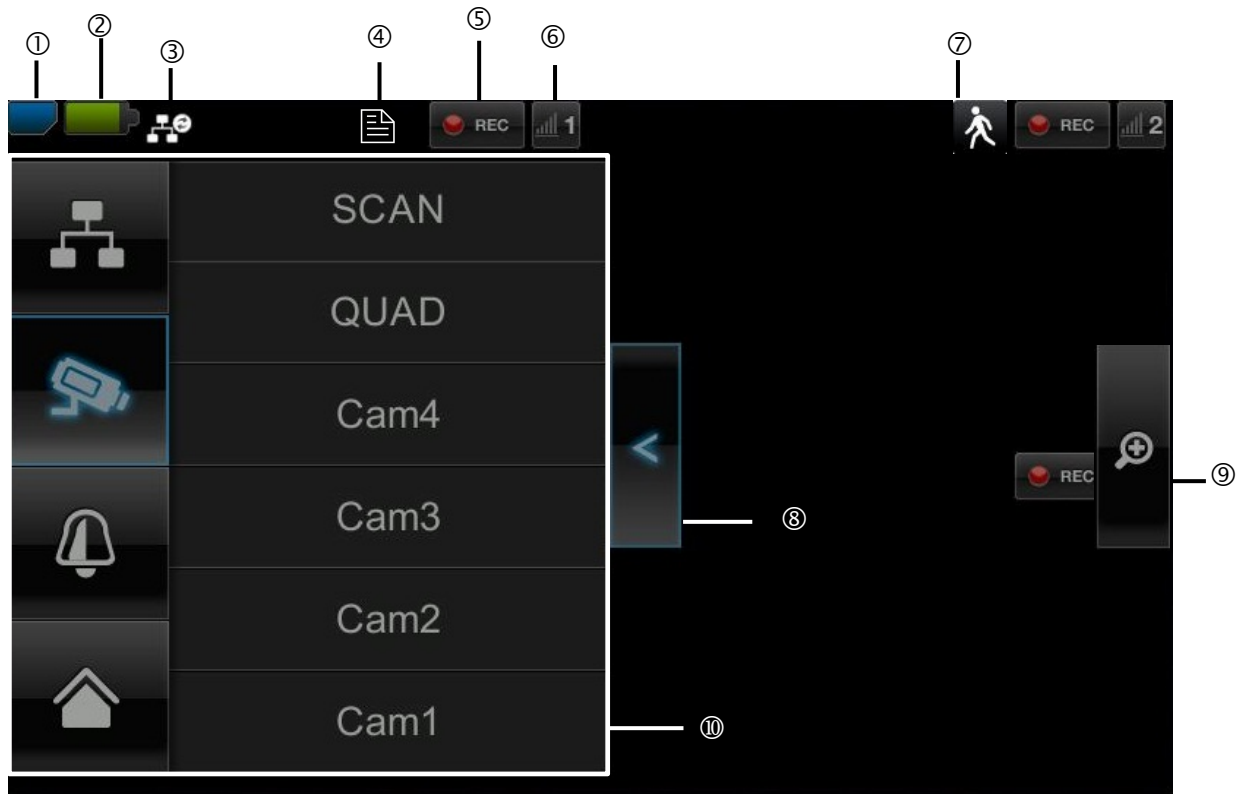 ① ② ③ ④ ⑤ ⑥ ⑦
REC 1 REC 2
SCAN
QUAD
Cam4
<
REC ⑨
Cam3
⑧
Cam2
Cam1
⑩